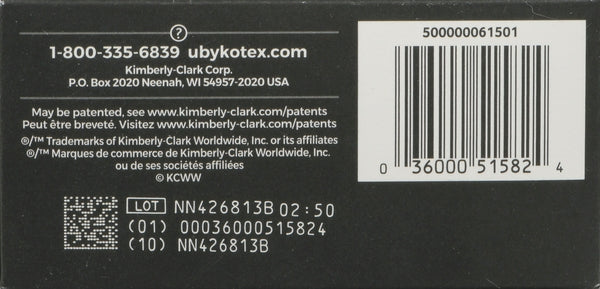 ?
1-800-335-6839 ubykotex.com
Kimberly-Clark Corp.
P.O. Box 2020 Neenah, WI 54957-2020 USA
May be patented, see www.kimberly-clark.com/patents
Peut être breveté. Visitez www.kimberly-clark.com/patents
®/™ Trademarks of Kimberly-Clark Worldwide, Inc. or its affiliates
®/™ Marques de commerce de Kimberly-Clark Worldwide, Inc.
ou de ses sociétés affiliées
© KCWW
LOT NN426813B 02:50
(01) 00036000515824
(10) NN426813B
500000061501
0 36000 51582 4